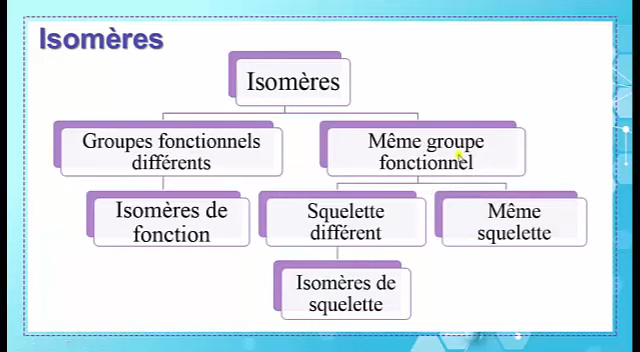 Isomères
Isomères
Groupes fonctionnels
différents
Même groupe
fonctionnel
Isomères de
fonction
Squelette
différent
Même
squelette
Isomères de
squelette